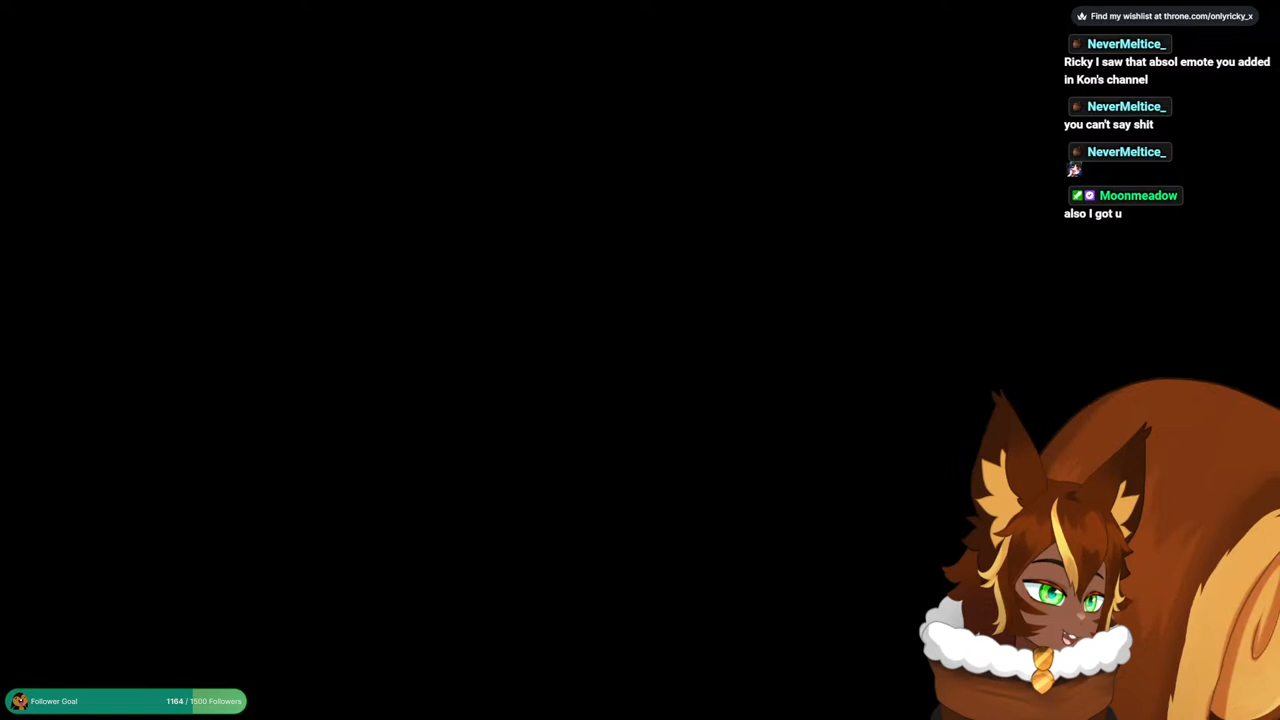 Find my wishlist at throne.com/onlyricky_x
NeverMeltice_
Ricky I saw that absol emote you added
in Kon's channel
NeverMeltice_
you can't say shit
NeverMeltice_
Moonmeadow
also I got u
Follower Goal
1164 / 1500 Followers